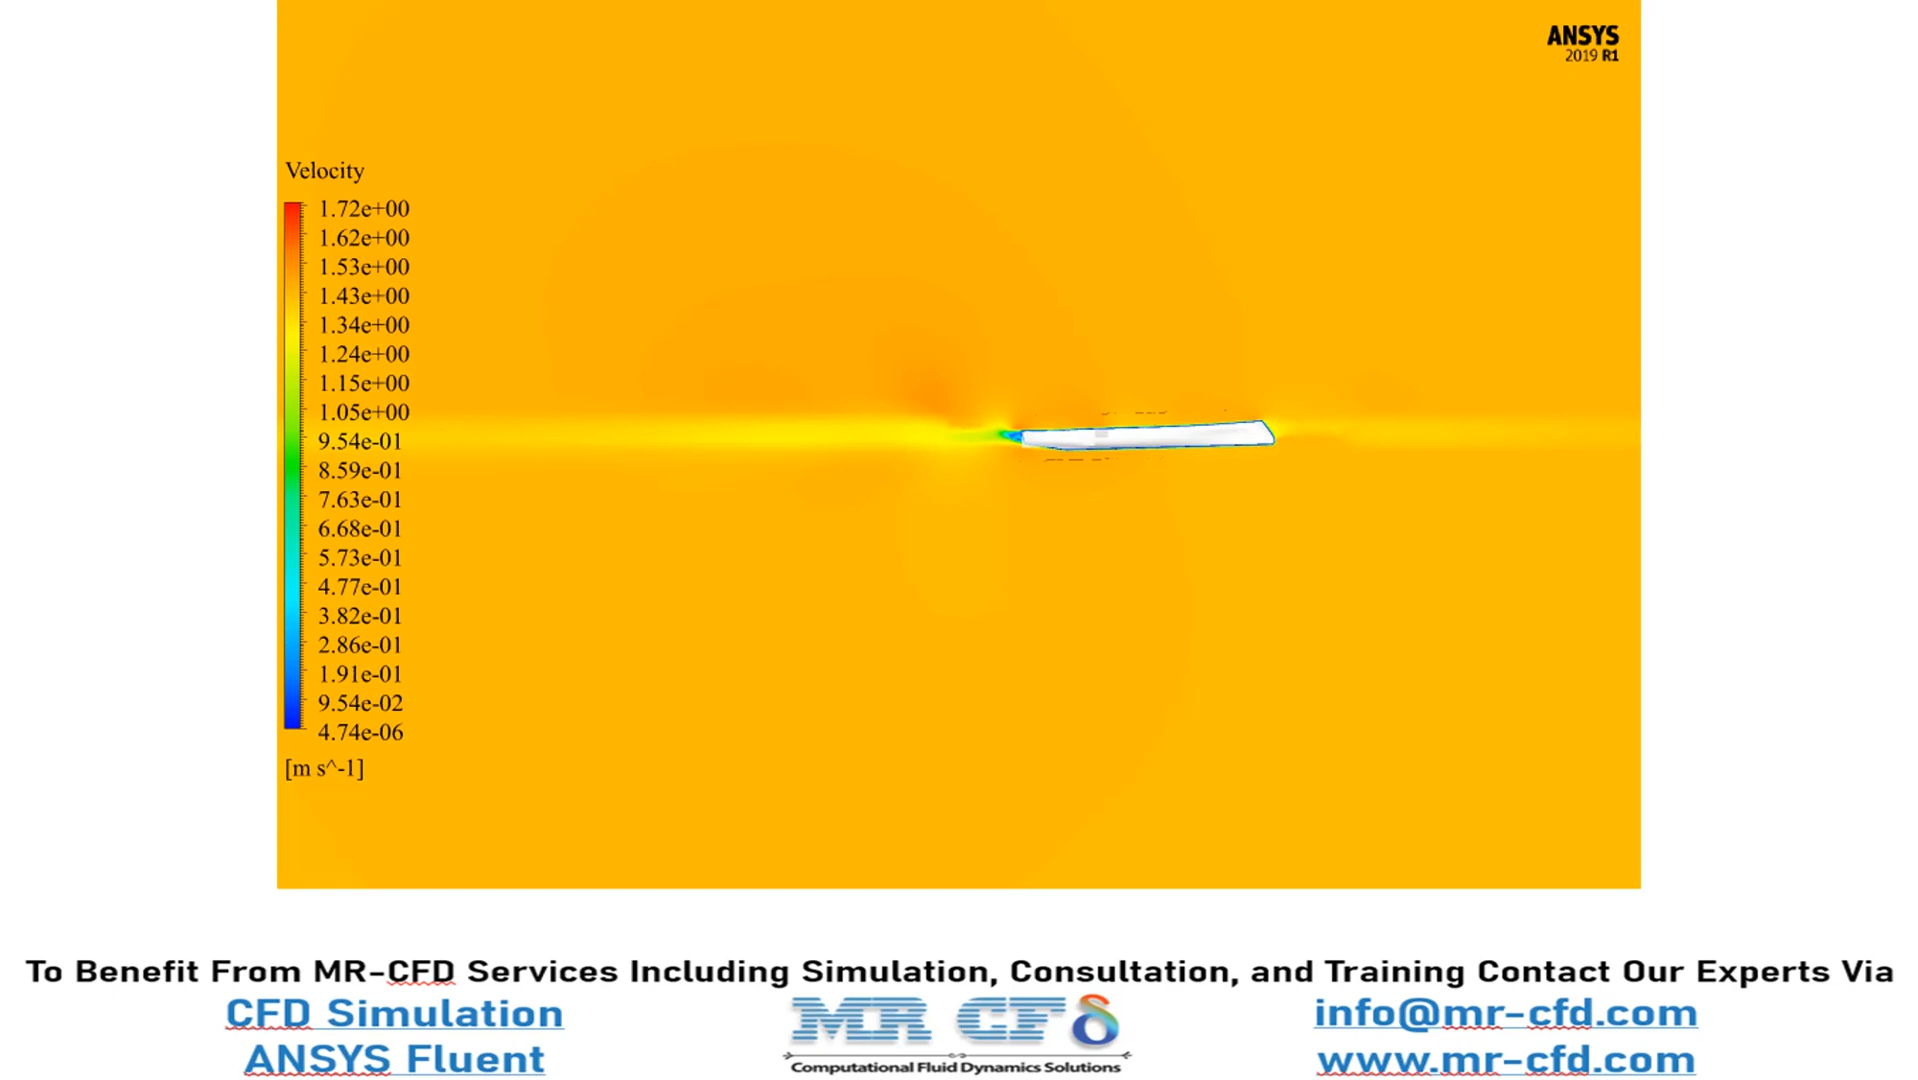 ANSYS
2019 R1
Velocity
1.72e+00
1.62e+00
1.53e+00
1.43e+00
1.34e+00
1.24e+00
1.15e+00
1.05e+00
9.54e-01
8.59e-01
7.63e-01
6.68e-01
5.73e-01
4.77e-01
3.82e-01
2.86e-01
1.91e-01
9.54e-02
4.74e-06
[m s^-1]
To Benefit From MR-CFD Services Including Simulation, Consultation, and Training Contact Our Experts Via
CFD Simulation
ANSYS Fluent
MR CFδ
Computational Fluid Dynamics Solutions
info@mr-cfd.com
www.mr-cfd.com